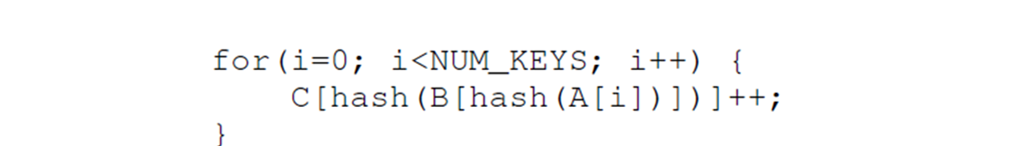 for(i=0; i<NUM_KEYS; i++) {
    C[hash(B[hash(A[i])])]++;
}